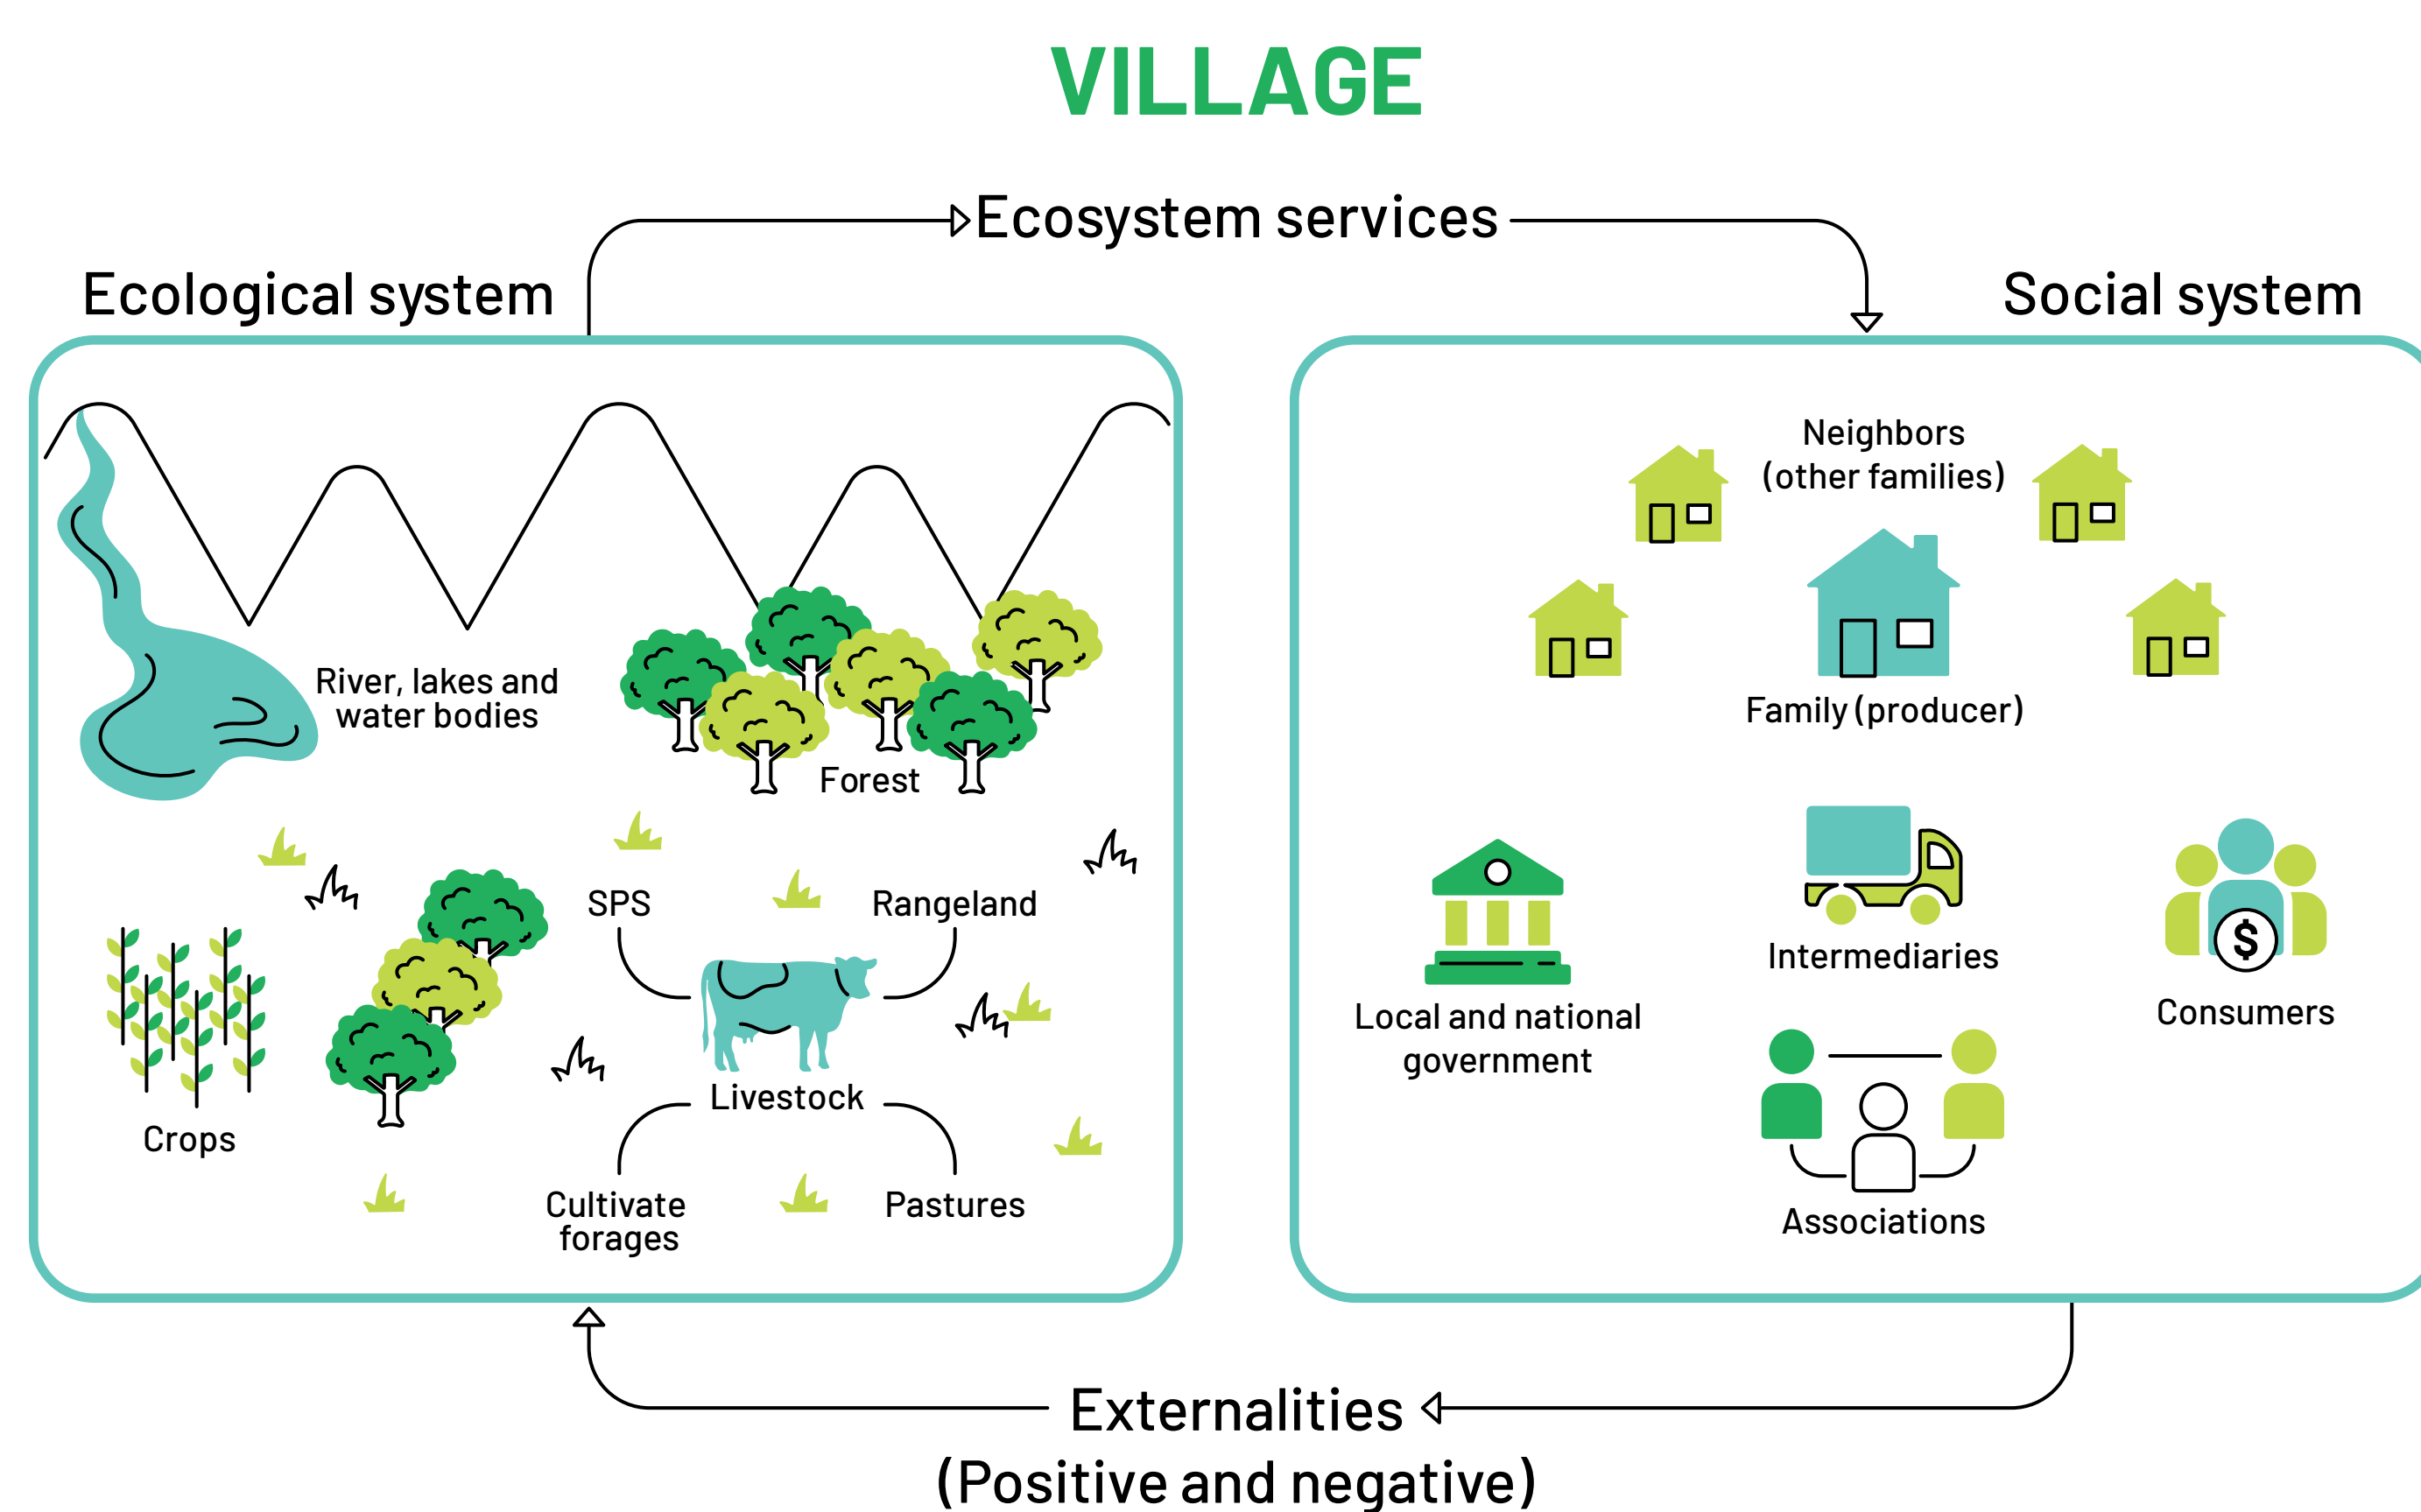 VILLAGE
Ecosystem services
Ecological system
Social system
River, lakes and
water bodies
Forest
SPS
Rangeland
Livestock
Crops
Cultivate
forages
Pastures
Neighbors
(other families)
Family (producer)
Local and national
government
Intermediaries
$
Consumers
Associations
Externalities
(Positive and negative)